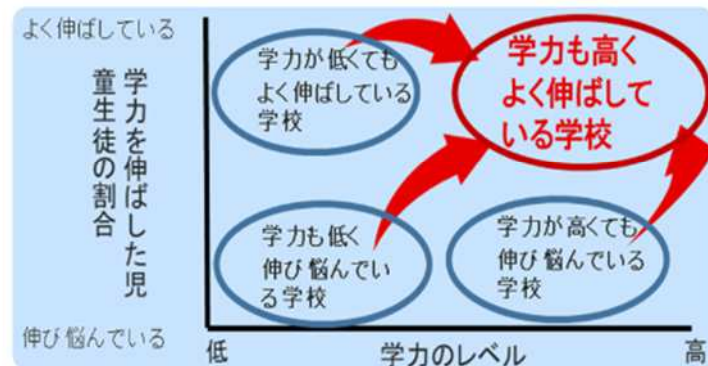 よく伸ばしている
学力を伸ばした児
童生徒の割合
伸び悩んでいる
学力が低くても
よく伸ばしている
学校
学力も高く
よく伸ばして
いる学校
学力も低く
伸び悩んでい
る学校
学力が高くても
伸び悩んでいる
学校
低
学力のレベル
高